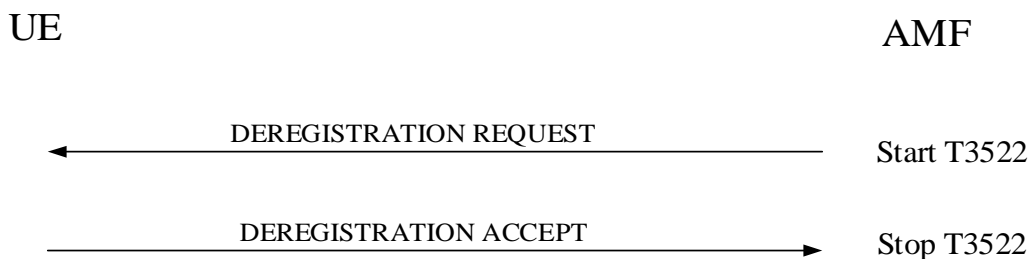 UE
AMF
DEREGISTRATION REQUEST
Start T3522
DEREGISTRATION ACCEPT
Stop T3522